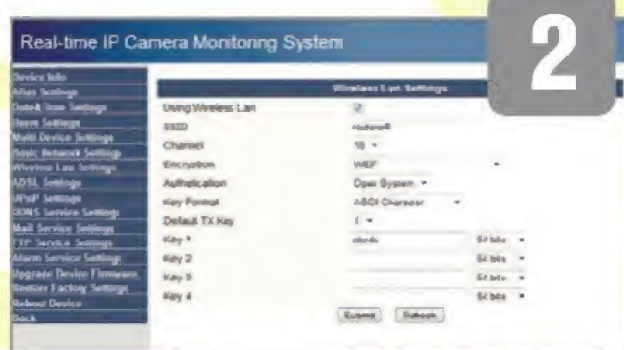 2
Real-time IP Camera Monitoring System
Device Info
Alias Settings
Date& Time Settings
Users Settings
Multi-Device Settings
Basic Network Settings
Wireless Lan Settings
ADSL Settings
UPnP Settings
DDNS Service Settings
Mail Service Settings
FTP Service Settings
Alarm Service Settings
Upgrade Device Firmware
Restore Factory Settings
Reboot Device
Back
Wireless Lan Settings
Using Wireless Lan
SSID
Channel 10
Encryption WEP
Authetication Open System
Key Format ASCII Character
Default TX Key 1
Key 1 64 bits
Key 2 64 bits
Key 3 64 bits
Key 4 64 bits
Submit Refresh